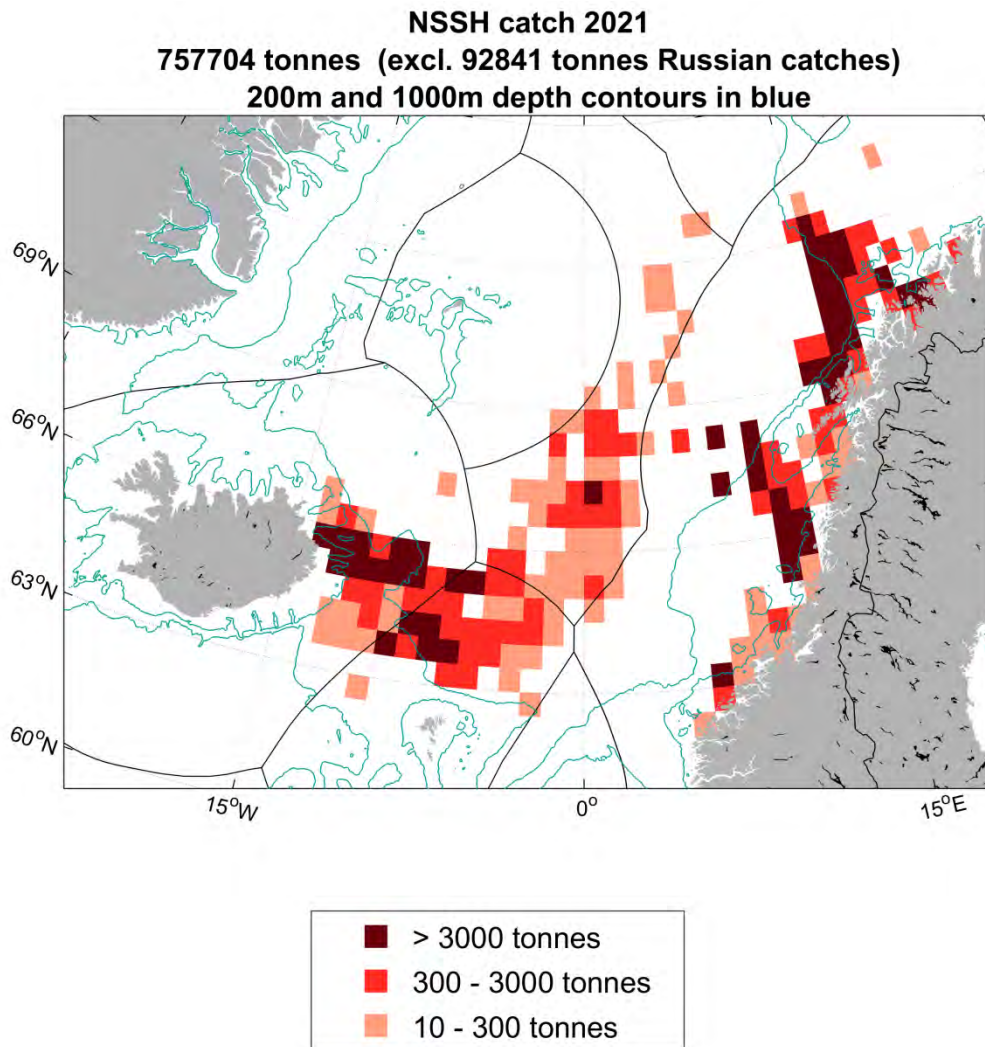 NSSH catch 2021
757704 tonnes (excl. 92841 tonnes Russian catches)
200m and 1000m depth contours in blue
69°N
66°N
63°N
60°N
15°W
0°
15°E
> 3000 tonnes
300 - 3000 tonnes
10 - 300 tonnes